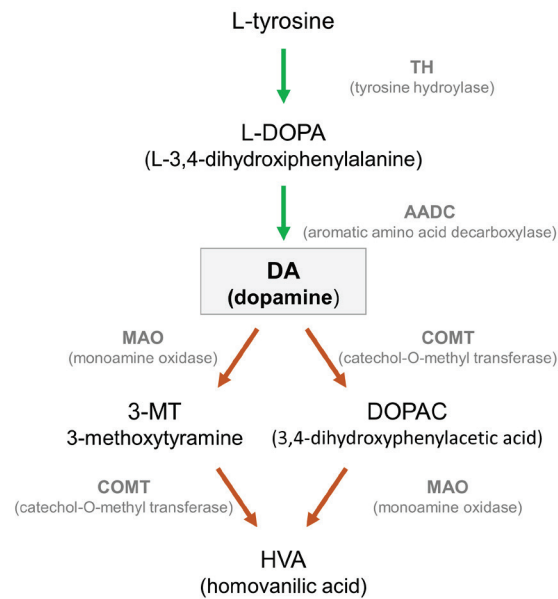 L-tyrosine
TH
(tyrosine hydroylase)
L-DOPA
(L-3,4-dihydroxiphenylalanine)
AADC
(aromatic amino acid decarboxylase)
DA
(dopamine)
MAO
(monoamine oxidase)
COMT
(catechol-O-methyl transferase)
3-MT
3-methoxytyramine
DOPAC
(3,4-dihydroxyphenylacetic acid)
COMT
(catechol-O-methyl transferase)
MAO
(monoamine oxidase)
HVA
(homovanilic acid)